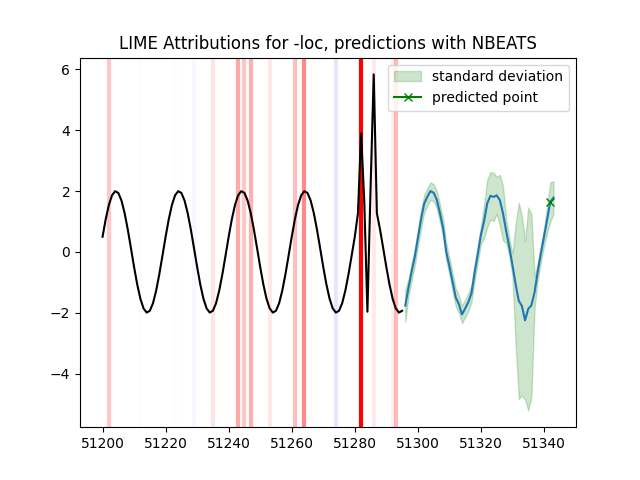 LIME Attributions for -loc, predictions with NBEATS
standard deviation
predicted point
6
4
2
0
−2
−4
51200 51220 51240 51260 51280 51300 51320 51340